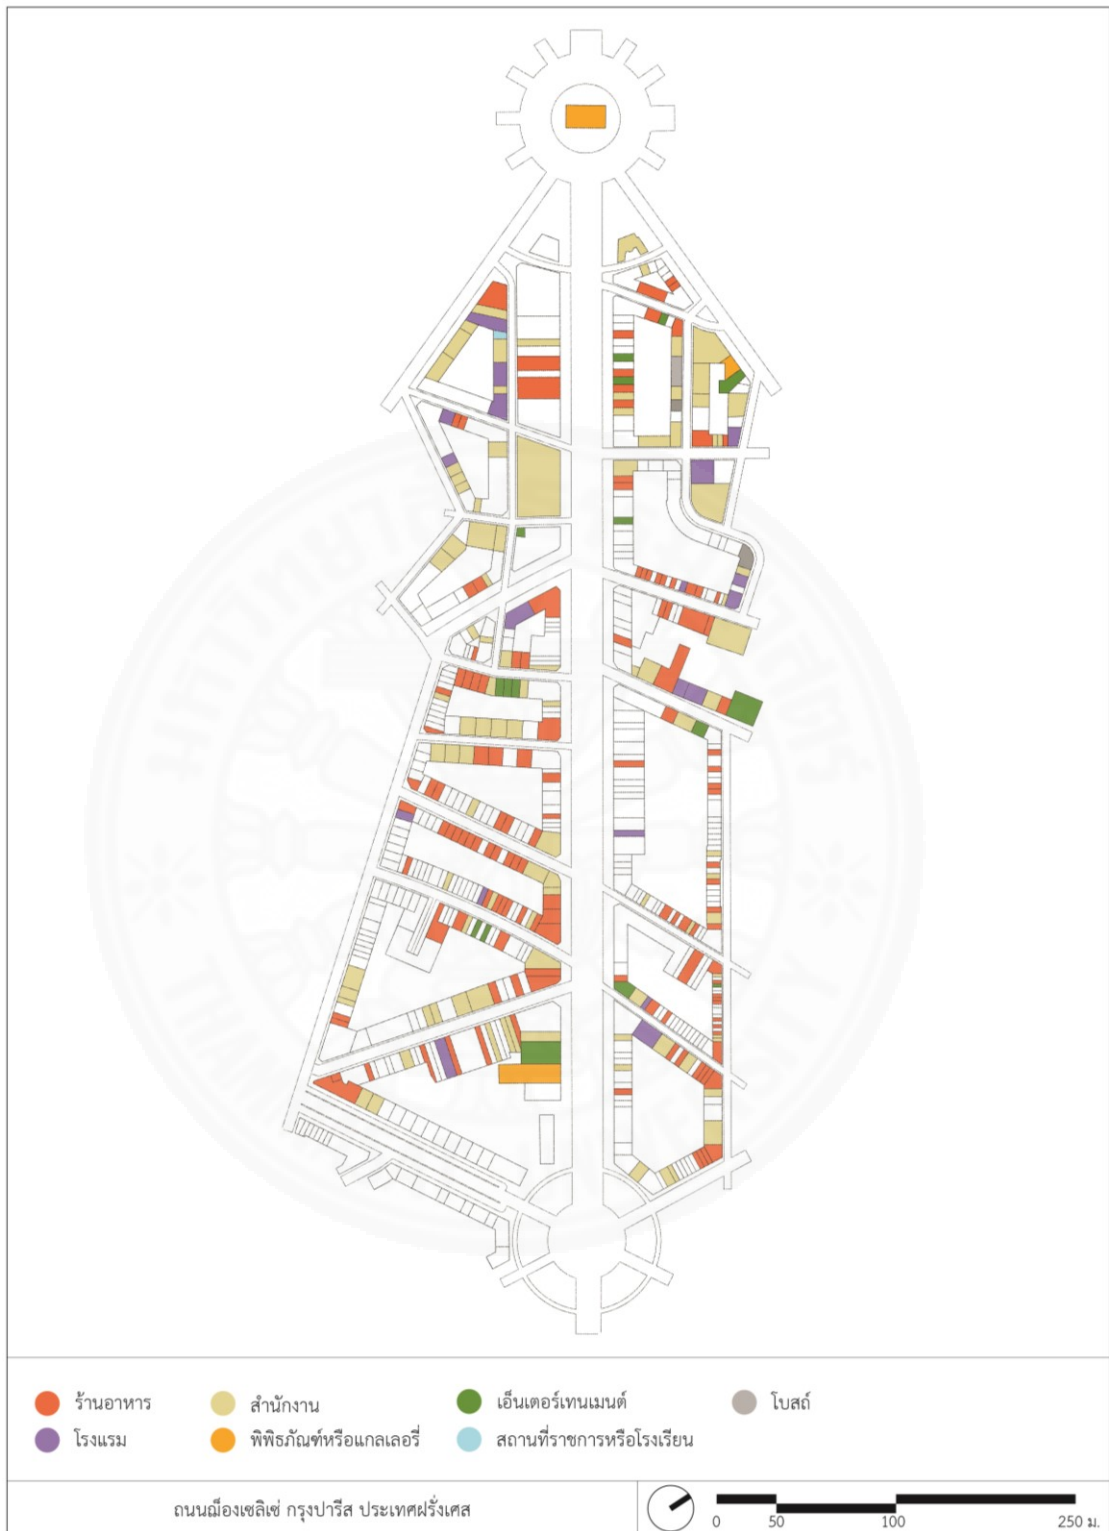 ร้านอาหาร
สำนักงาน
เอ็นเตอร์เทนเมนต์
โบสถ์
โรงแรม
พิพิธภัณฑ์หรือแกลเลอรี่
สถานที่ราชการหรือโรงเรียน
ถนนฌ็องเซลิเซ่ กรุงปารีส ประเทศฝรั่งเศส
0 50 100 250 ม.